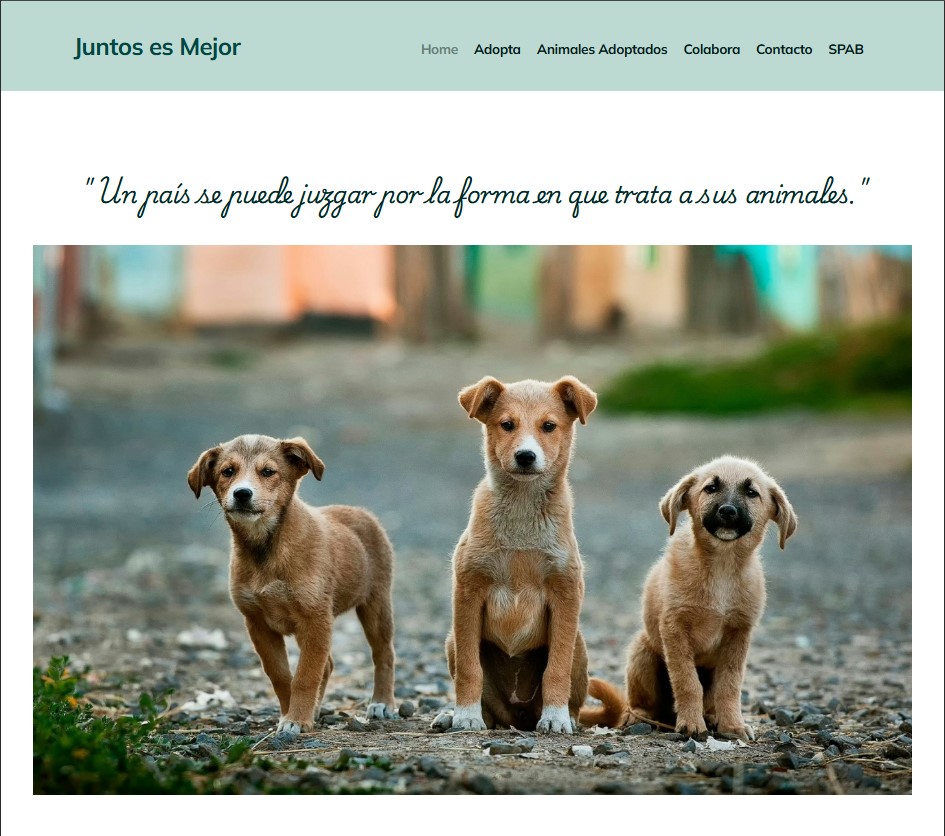 Juntos es Mejor
Home Adopta Animales Adoptados Colabora Contacto SPAB
" Un país se puede juzgar por la forma en que trata a sus animales. "